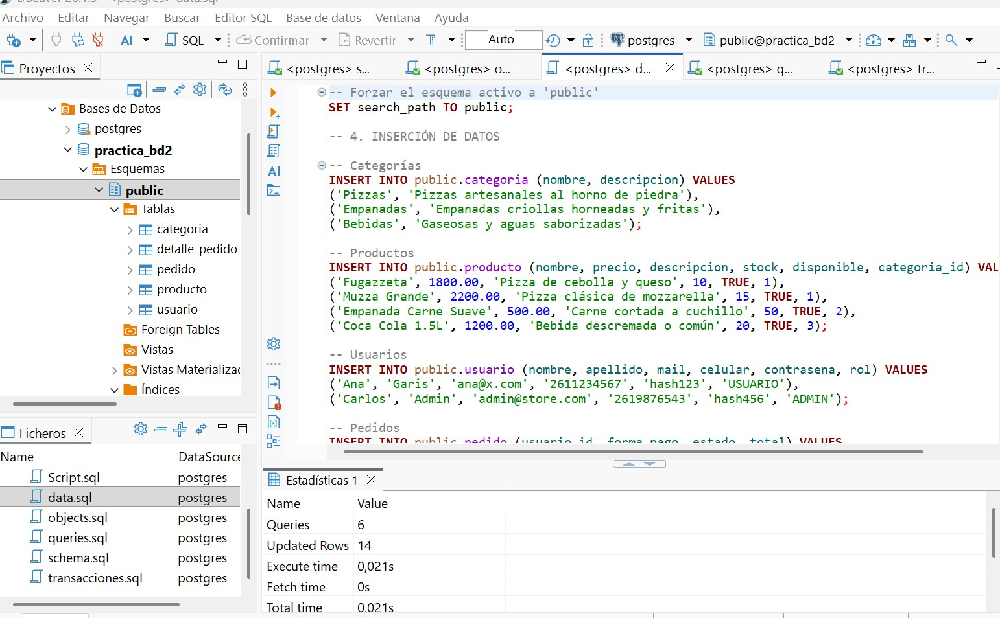 Archivo Editar Navegar Buscar Editor SQL Base de datos Ventana Ayuda
AI SQL Confirmar Revertir T Auto postgres public@practica_bd2
Proyectos
Bases de Datos
postgres
practica_bd2
Esquemas
public
Tablas
categoria
detalle_pedido
pedido
producto
usuario
Foreign Tables
Vistas
Vistas Materializac
Índices
Ficheros
Name DataSource
Script.sql postgres
data.sql postgres
objects.sql postgres
queries.sql postgres
schema.sql postgres
transacciones.sql postgres
<postgres> s... <postgres> o... <postgres> d... <postgres> q... <postgres> tr...
AI
-- Forzar el esquema activo a 'public'
SET search_path TO public;
-- 4. INSERCIÓN DE DATOS
-- Categorías
INSERT INTO public.categoria (nombre, descripcion) VALUES
('Pizzas', 'Pizzas artesanales al horno de piedra'),
('Empanadas', 'Empanadas criollas horneadas y fritas'),
('Bebidas', 'Gaseosas y aguas saborizadas');
-- Productos
INSERT INTO public.producto (nombre, precio, descripcion, stock, disponible, categoria_id) VAL
('Fugazzeta', 1800.00, 'Pizza de cebolla y queso', 10, TRUE, 1),
('Muzza Grande', 2200.00, 'Pizza clásica de mozzarella', 15, TRUE, 1),
('Empanada Carne Suave', 500.00, 'Carne cortada a cuchillo', 50, TRUE, 2),
('Coca Cola 1.5L', 1200.00, 'Bebida descremada o común', 20, TRUE, 3);
-- Usuarios
INSERT INTO public.usuario (nombre, apellido, mail, celular, contrasena, rol) VALUES
('Ana', 'Garis', 'ana@x.com', '2611234567', 'hash123', 'USUARIO'),
('Carlos', 'Admin', 'admin@store.com', '2619876543', 'hash456', 'ADMIN');
-- Pedidos
INSERT INTO public.pedido (usuario_id, forma_pago, estado, total) VALUES
Estadísticas 1
Name Value
Queries 6
Updated Rows 14
Execute time 0,021s
Fetch time 0s
Total time 0.021s